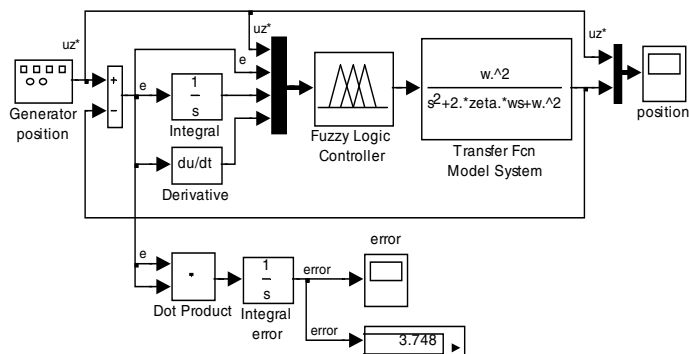 uz*
uz*
uz*
e
+
−
e
1
s
Integral
Generator
position
Fuzzy Logic
Controller
w.^2
s2+2.*zeta.*ws+w.^2
Transfer Fcn
Model System
position
du/dt
Derivative
e
Dot Product
1
s
Integral
error
error
error
error
3.748